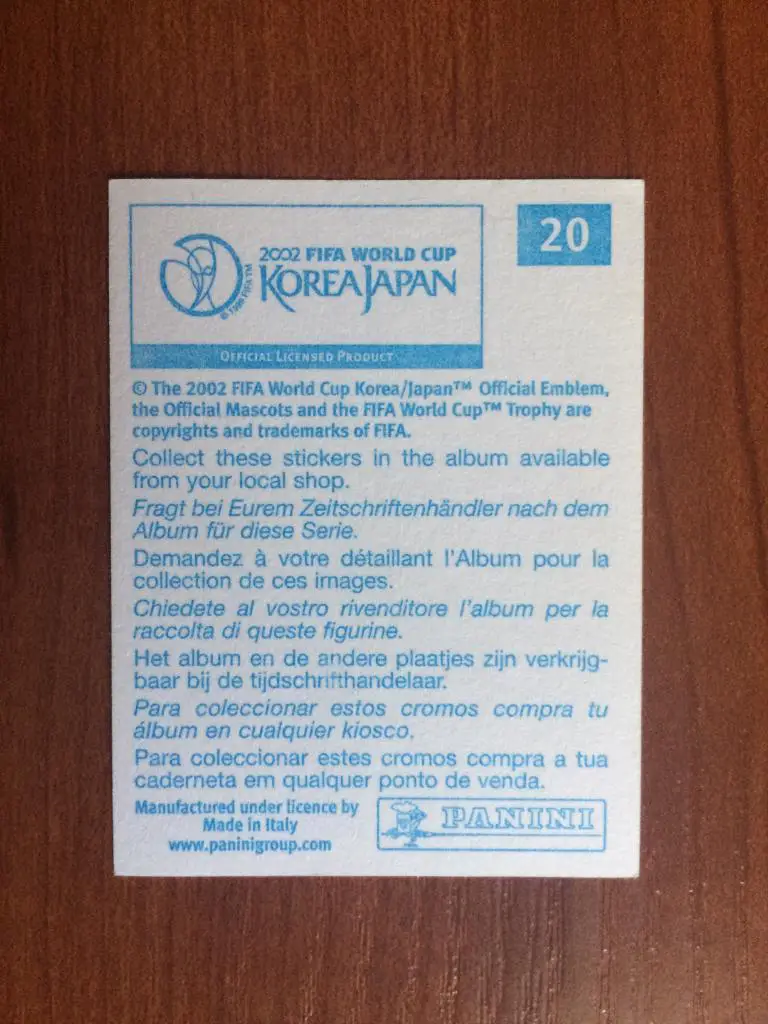 20
2002 FIFA WORLD CUP
KOREAJAPAN
© 1999 FIFA™
OFFICIAL LICENSED PRODUCT
© The 2002 FIFA World Cup Korea/Japan™ Official Emblem,
the Official Mascots and the FIFA World Cup™ Trophy are
copyrights and trademarks of FIFA.
Collect these stickers in the album available
from your local shop.
Fragt bei Eurem Zeitschriftenhändler nach dem
Album für diese Serie.
Demandez à votre détaillant l'Album pour la
collection de ces images.
Chiedete al vostro rivenditore l'album per la
raccolta di queste figurine.
Het album en de andere plaatjes zijn verkrijg-
baar bij de tijdschrifthandelaar.
Para coleccionar estos cromos compra tu
álbum en cualquier kiosco.
Para coleccionar estes cromos compra a tua
caderneta em qualquer ponto de venda.
Manufactured under licence by
Made in Italy
www.paninigroup.com
PANINI